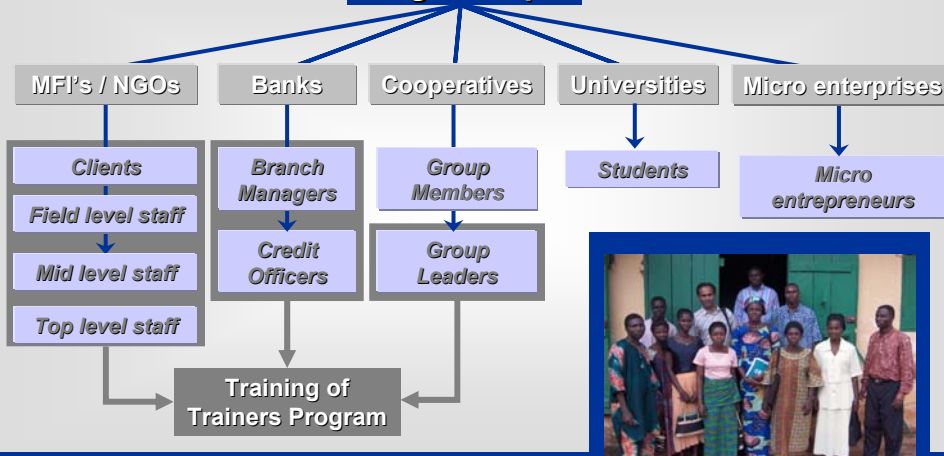 MFI's / NGOs
Banks
Cooperatives
Universities
Micro enterprises
Clients
Field level staff
Mid level staff
Top level staff
Branch
Managers
Credit
Officers
Group
Members
Group
Leaders
Students
Micro
entrepreneurs
Training of
Trainers Program